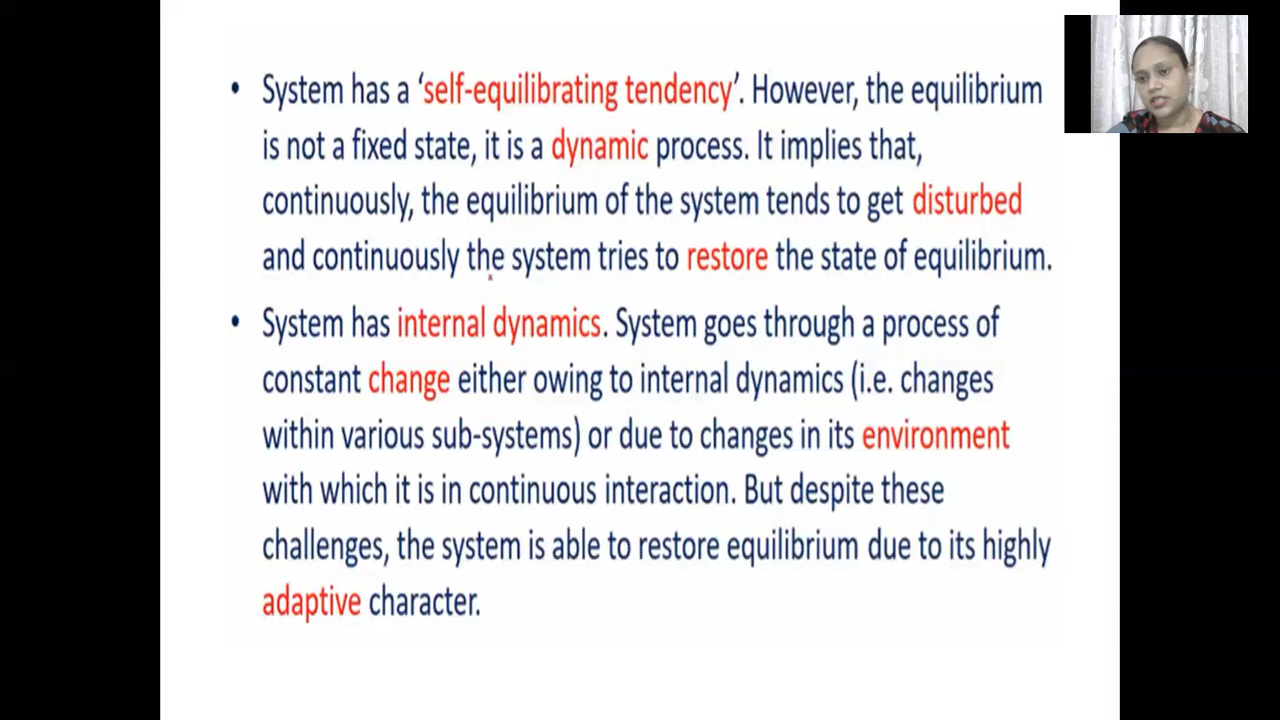 • System has a ‘self-equilibrating tendency’. However, the equilibrium
is not a fixed state, it is a dynamic process. It implies that,
continuously, the equilibrium of the system tends to get disturbed
and continuously the system tries to restore the state of equilibrium.
• System has internal dynamics. System goes through a process of
constant change either owing to internal dynamics (i.e. changes
within various sub-systems) or due to changes in its environment
with which it is in continuous interaction. But despite these
challenges, the system is able to restore equilibrium due to its highly
adaptive character.